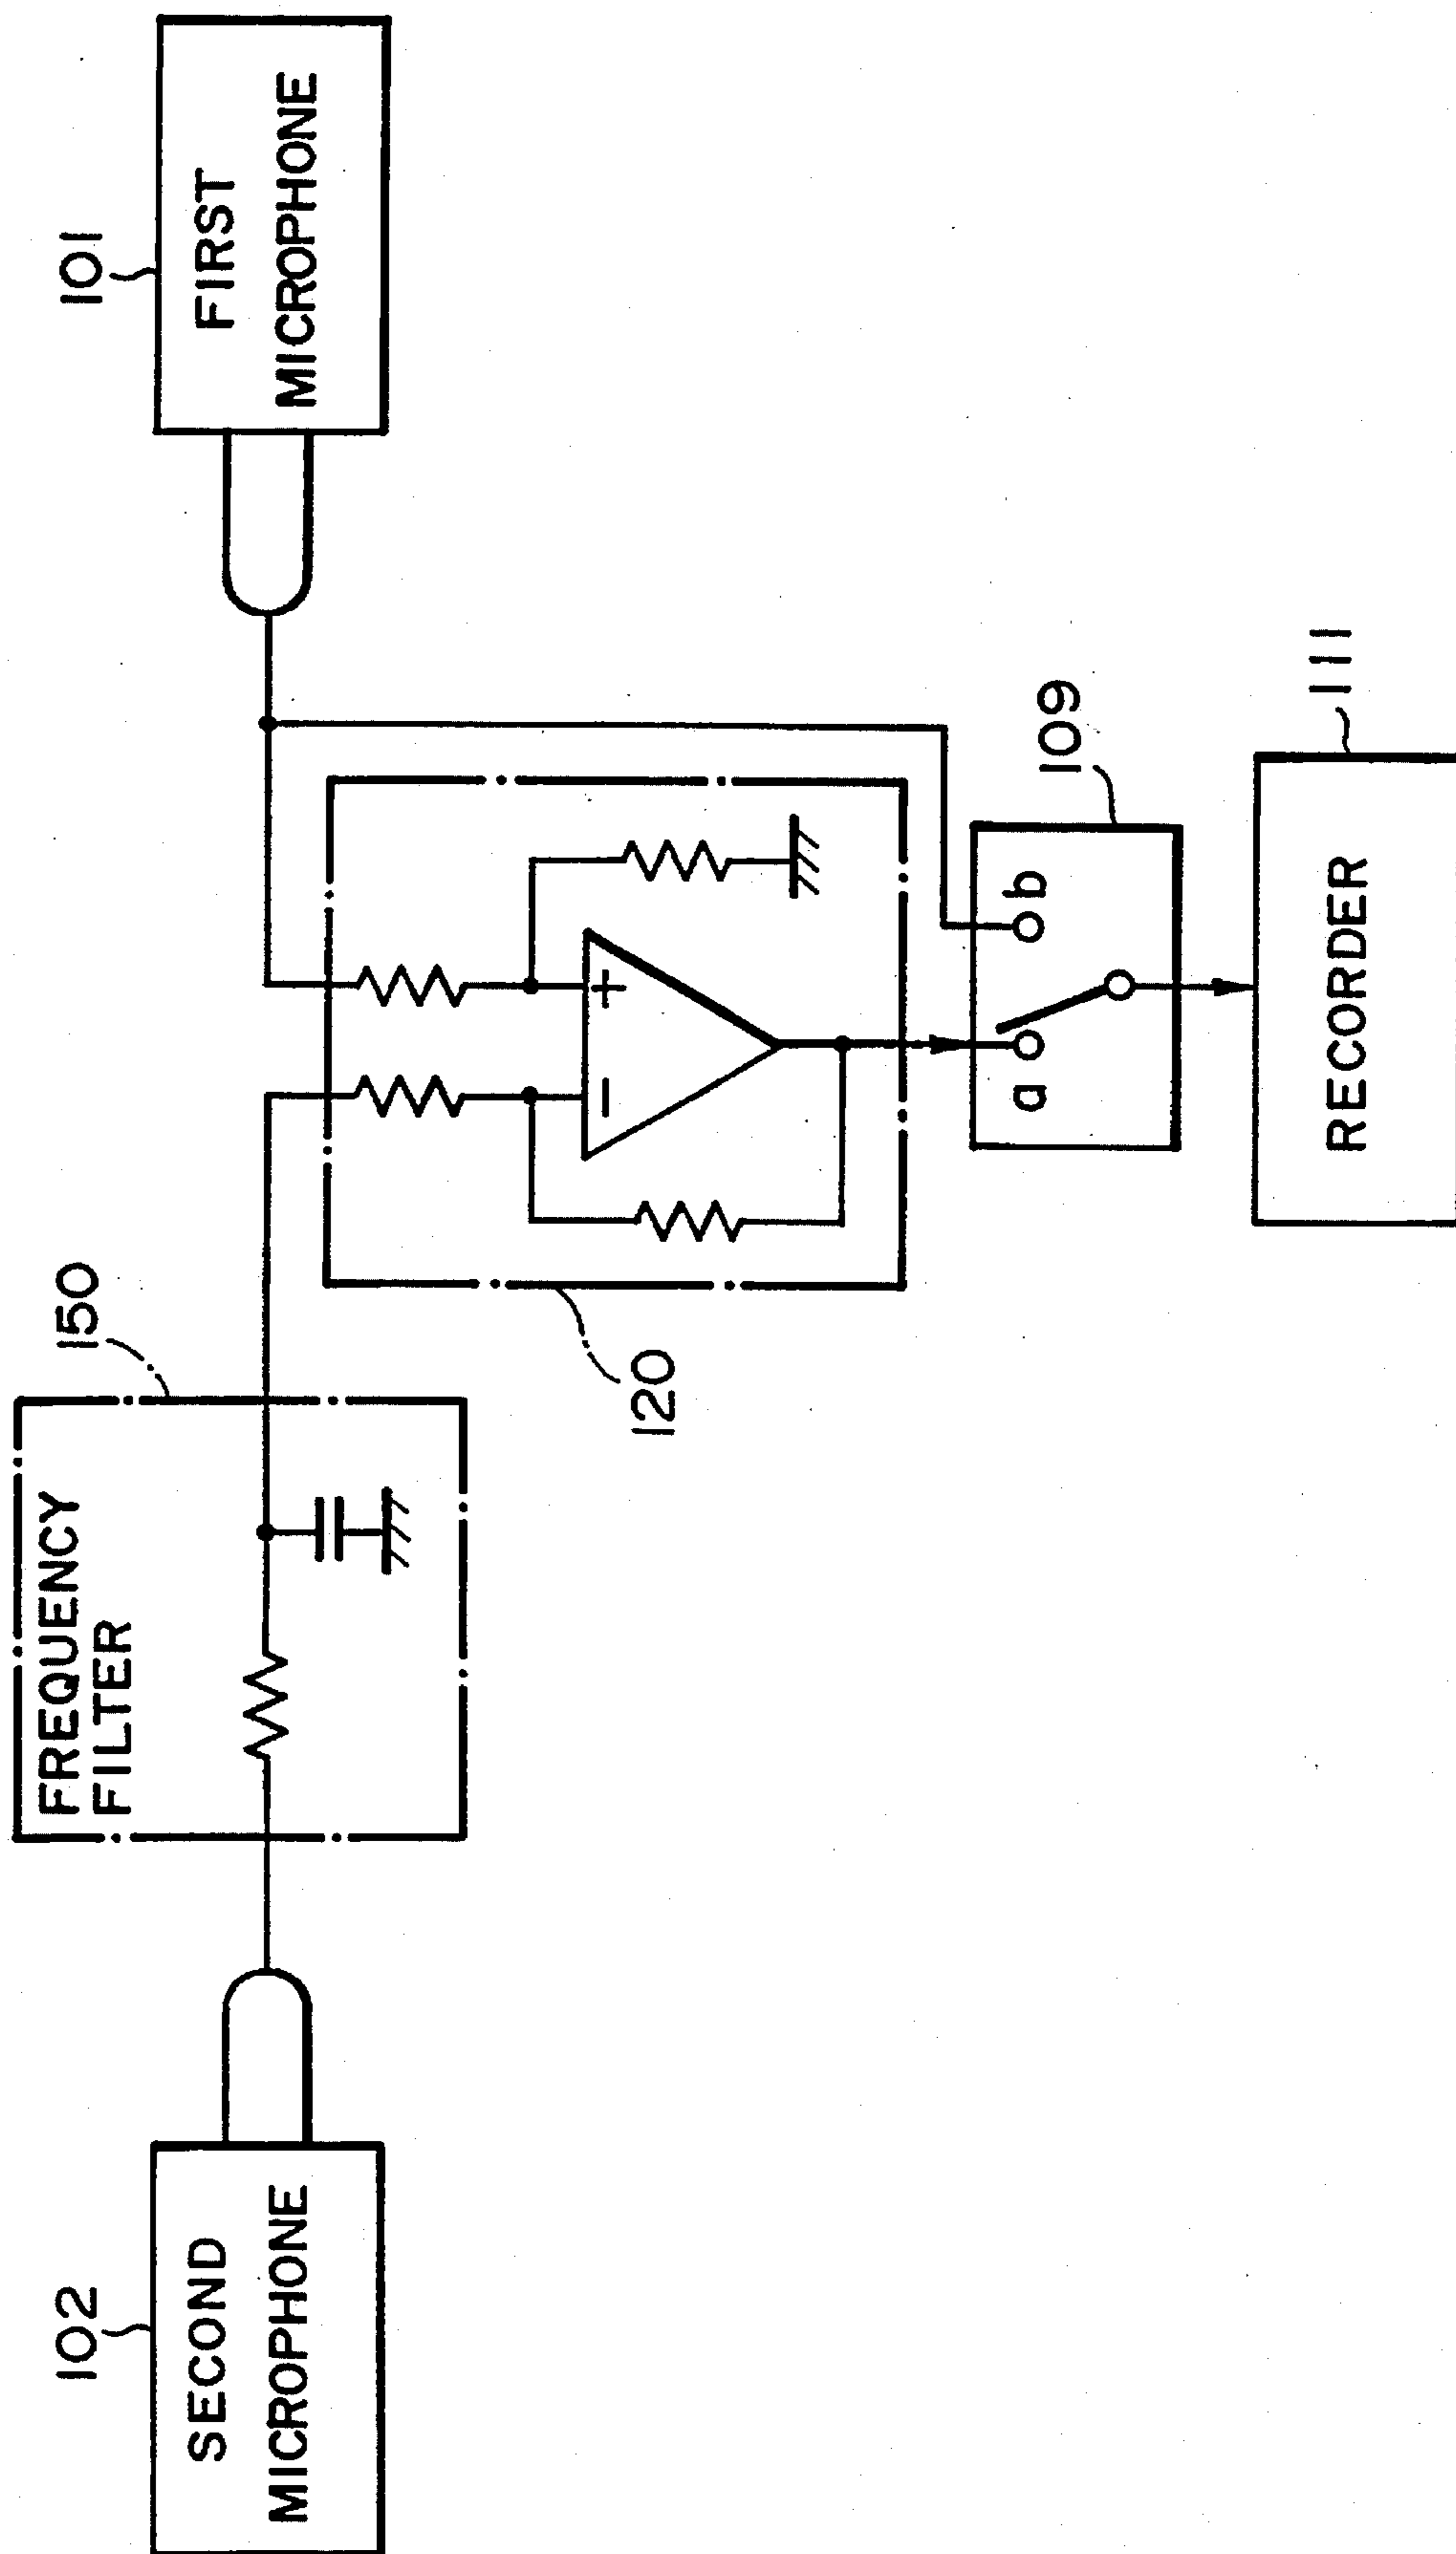 102
SECOND
MICROPHONE
150
FREQUENCY
FILTER
120
+
−
101
FIRST
MICROPHONE
109
a
b
111
RECORDER